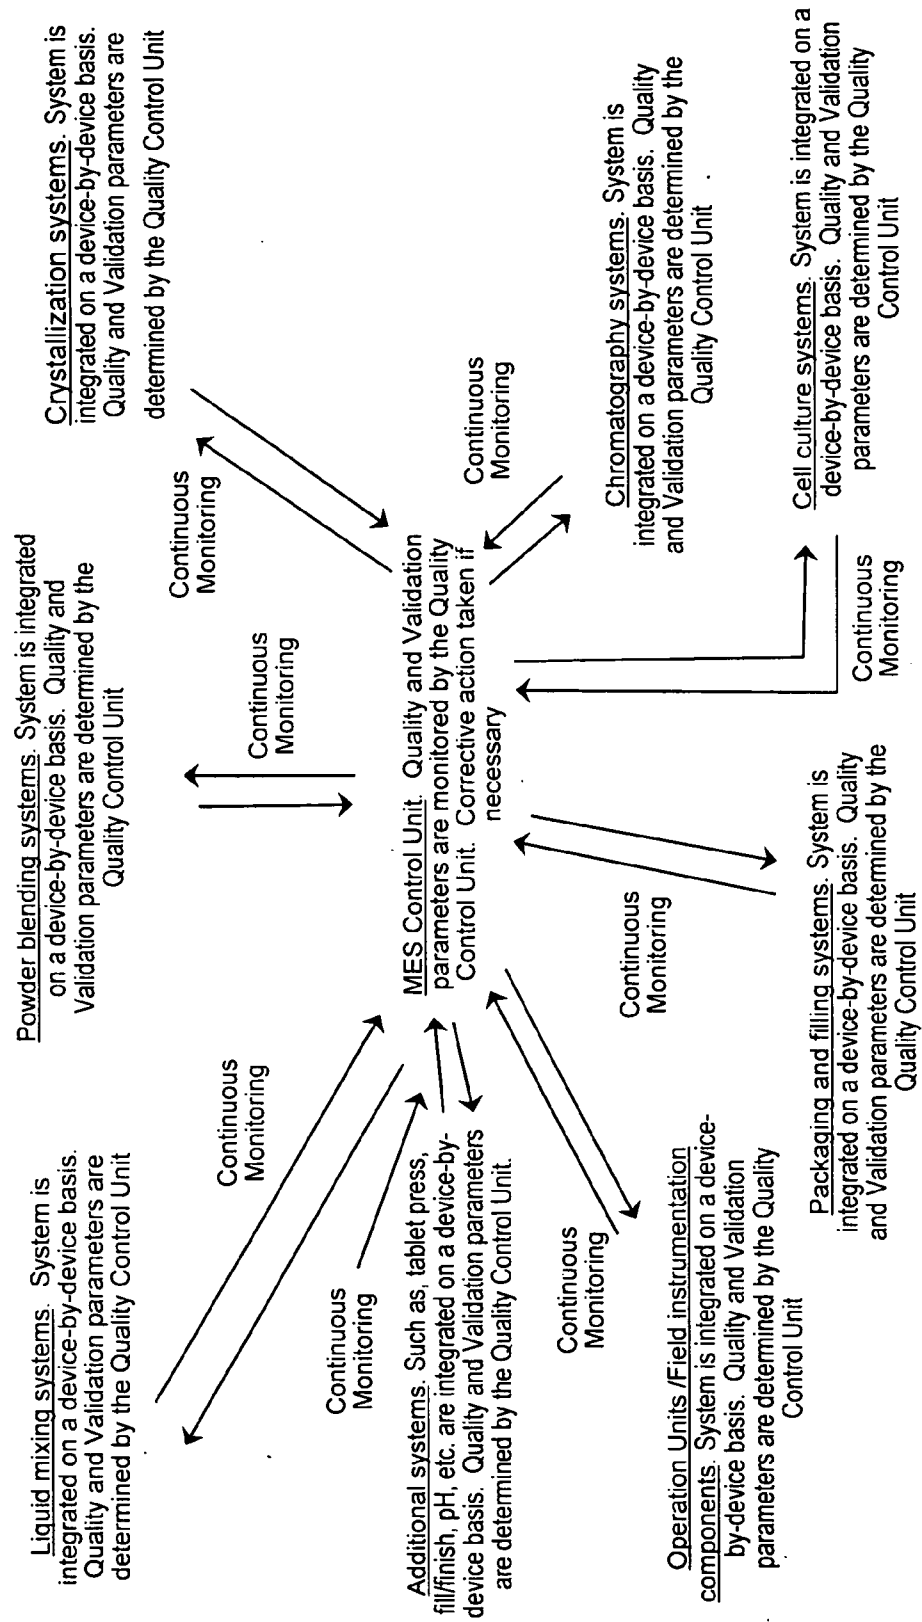 Liquid mixing systems. System is
integrated on a device-by-device basis.
Quality and Validation parameters are
determined by the Quality Control Unit
Powder blending systems. System is integrated
on a device-by-device basis. Quality and
Validation parameters are determined by the
Quality Control Unit
Crystallization systems. System is
integrated on a device-by-device basis.
Quality and Validation parameters are
determined by the Quality Control Unit
Continuous
Monitoring
Continuous
Monitoring
Continuous
Monitoring
Continuous
Monitoring
Additional systems. Such as, tablet press,
fill/finish, pH, etc. are integrated on a device-by-
device basis. Quality and Validation parameters
are determined by the Quality Control Unit.
MES Control Unit. Quality and Validation
parameters are monitored by the Quality
Control Unit. Corrective action taken if
necessary
Continuous
Monitoring
Chromatography systems. System is
integrated on a device-by-device basis. Quality
and Validation parameters are determined by the
Quality Control Unit
Continuous
Monitoring
Continuous
Monitoring
Operation Units /Field instrumentation
components. System is integrated on a device-
by-device basis. Quality and Validation
parameters are determined by the Quality
Control Unit
Packaging and filling systems. System is
integrated on a device-by-device basis. Quality
and Validation parameters are determined by the
Quality Control Unit
Continuous
Monitoring
Cell culture systems. System is integrated on a
device-by-device basis. Quality and Validation
parameters are determined by the Quality
Control Unit